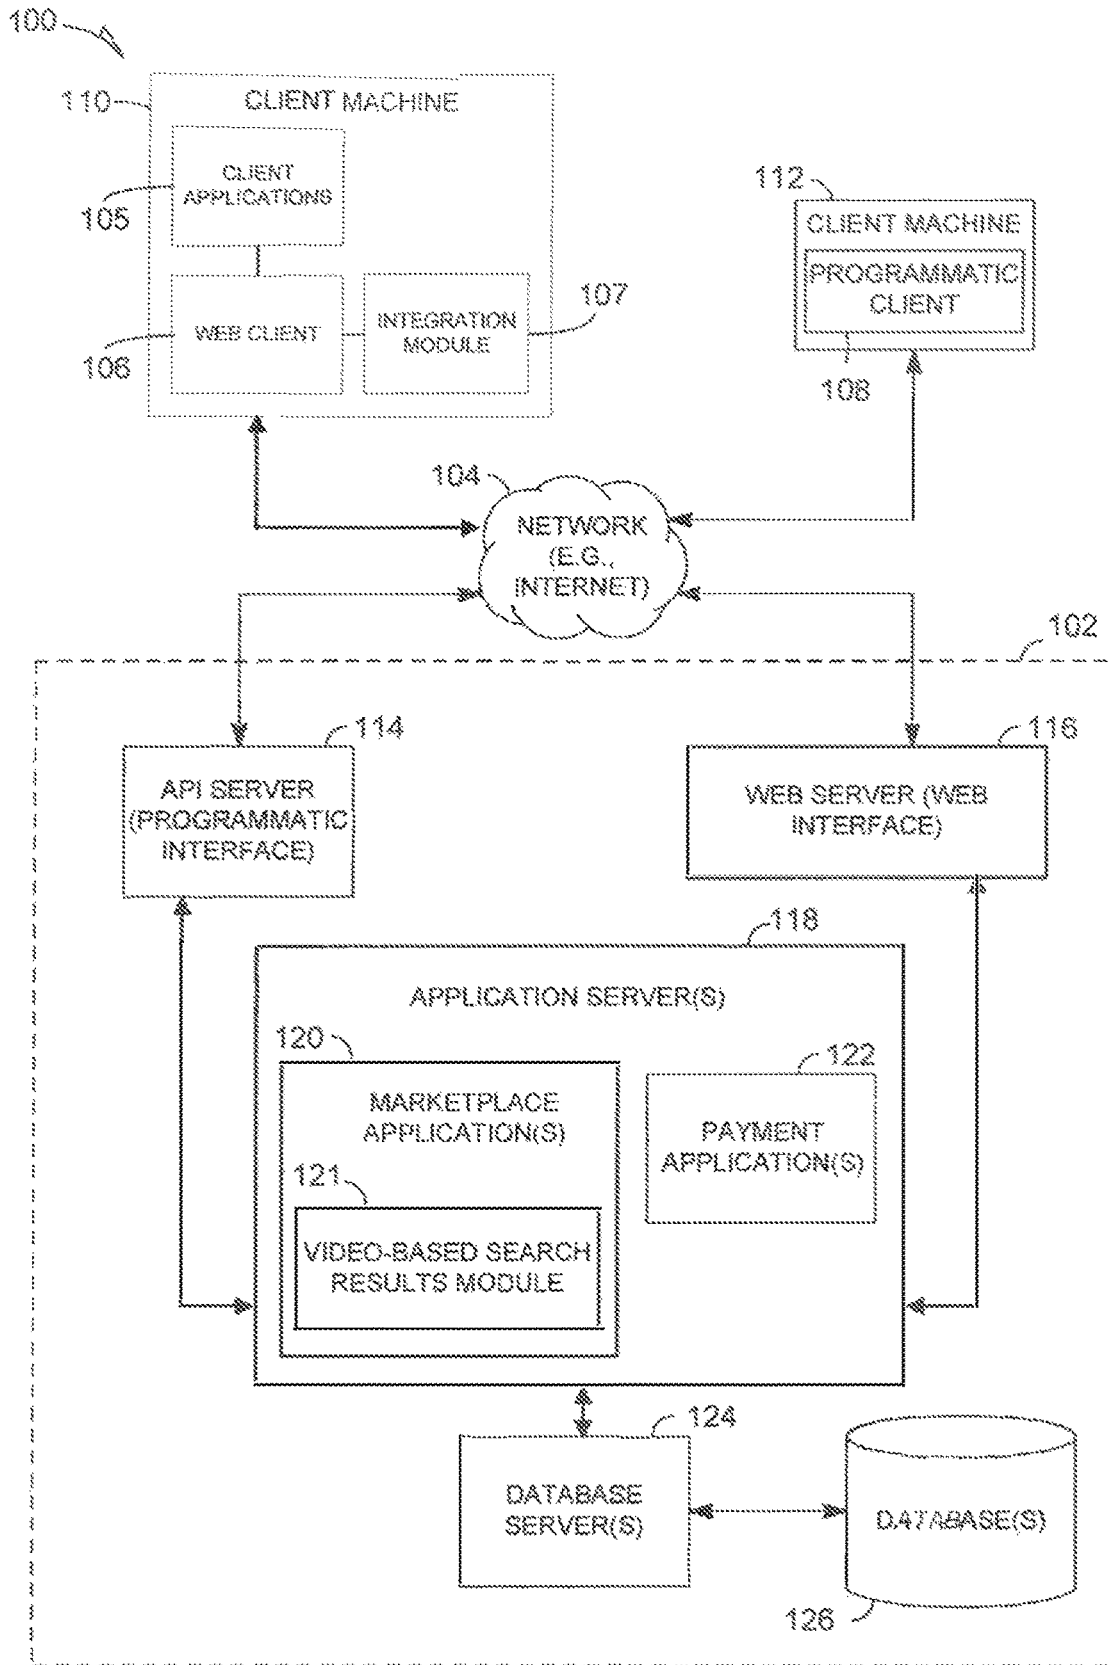 100
110
CLIENT MACHINE
CLIENT
APPLICATIONS
105
112
CLIENT MACHINE
PROGRAMMATIC
CLIENT
108
WEB CLIENT
106
INTEGRATION
MODULE
107
104
NETWORK
(E.G.,
INTERNET)
102
114
API SERVER
(PROGRAMMATIC
INTERFACE)
116
WEB SERVER (WEB
INTERFACE)
118
APPLICATION SERVER(S)
120
MARKETPLACE
APPLICATION(S)
122
PAYMENT
APPLICATION(S)
121
VIDEO-BASED SEARCH
RESULTS MODULE
124
DATABASE
SERVER(S)
DATABASE(S)
126